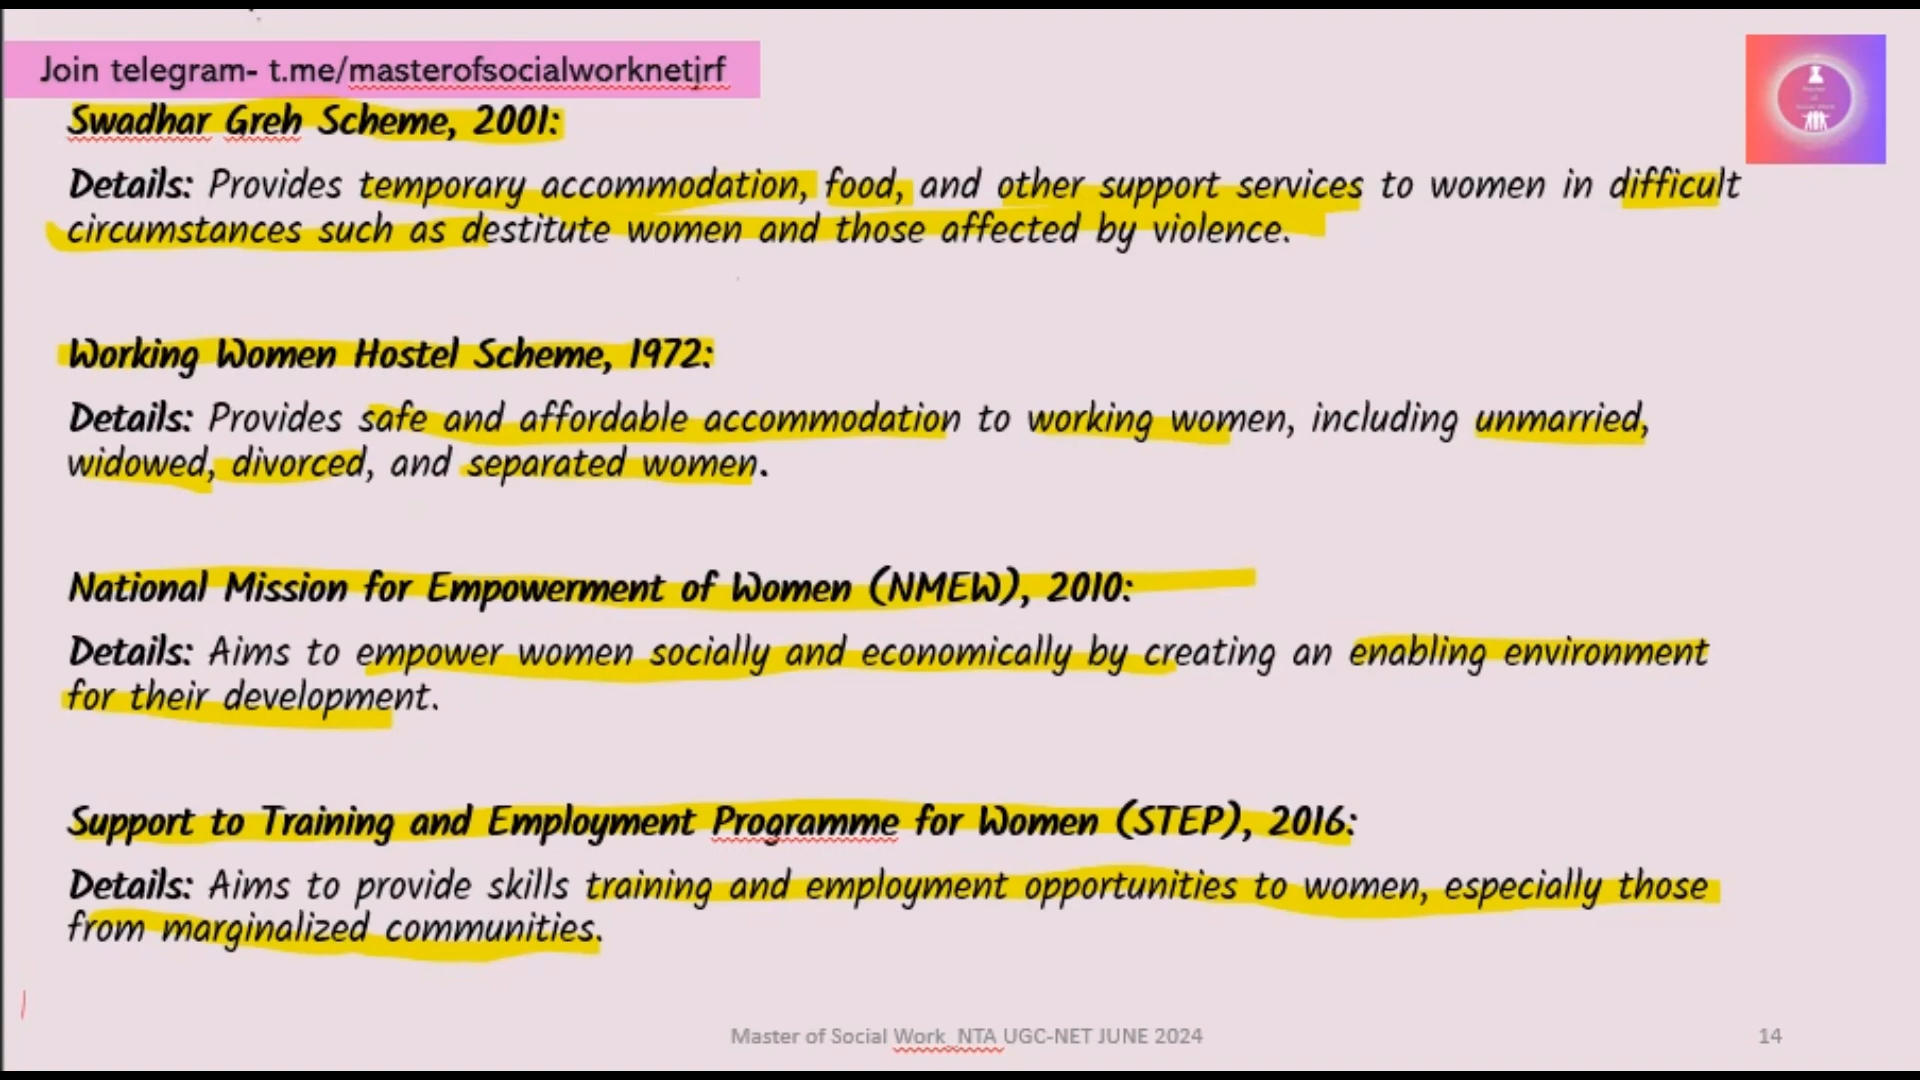 Join telegram- t.me/masterofsocialworknetjrf
Swadhar Greh Scheme, 2001:
Details: Provides temporary accommodation, food, and other support services to women in difficult
circumstances such as destitute women and those affected by violence.
Working Women Hostel Scheme, 1972:
Details: Provides safe and affordable accommodation to working women, including unmarried,
widowed, divorced, and separated women.
National Mission for Empowerment of Women (NMEW), 2010:
Details: Aims to empower women socially and economically by creating an enabling environment
for their development.
Support to Training and Employment Programme for Women (STEP), 2016:
Details: Aims to provide skills training and employment opportunities to women, especially those
from marginalized communities.
Master of Social Work_NTA UGC-NET JUNE 2024
14